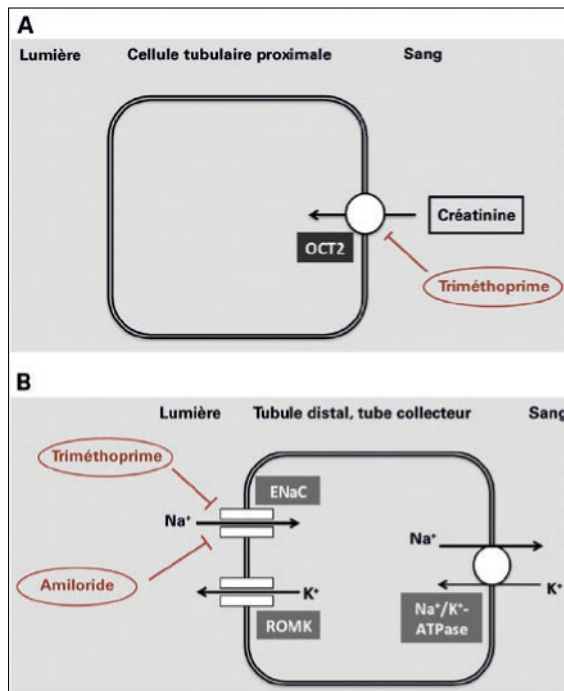 A
Lumière Cellule tubulaire proximale Sang
Créatinine
OCT2
Triméthoprime
B
Lumière Tubule distal, tube collecteur Sang
Triméthoprime
ENaC
Na⁺
Na⁺
Amiloride
K⁺
K⁺
ROMK
Na⁺/K⁺-
ATPase